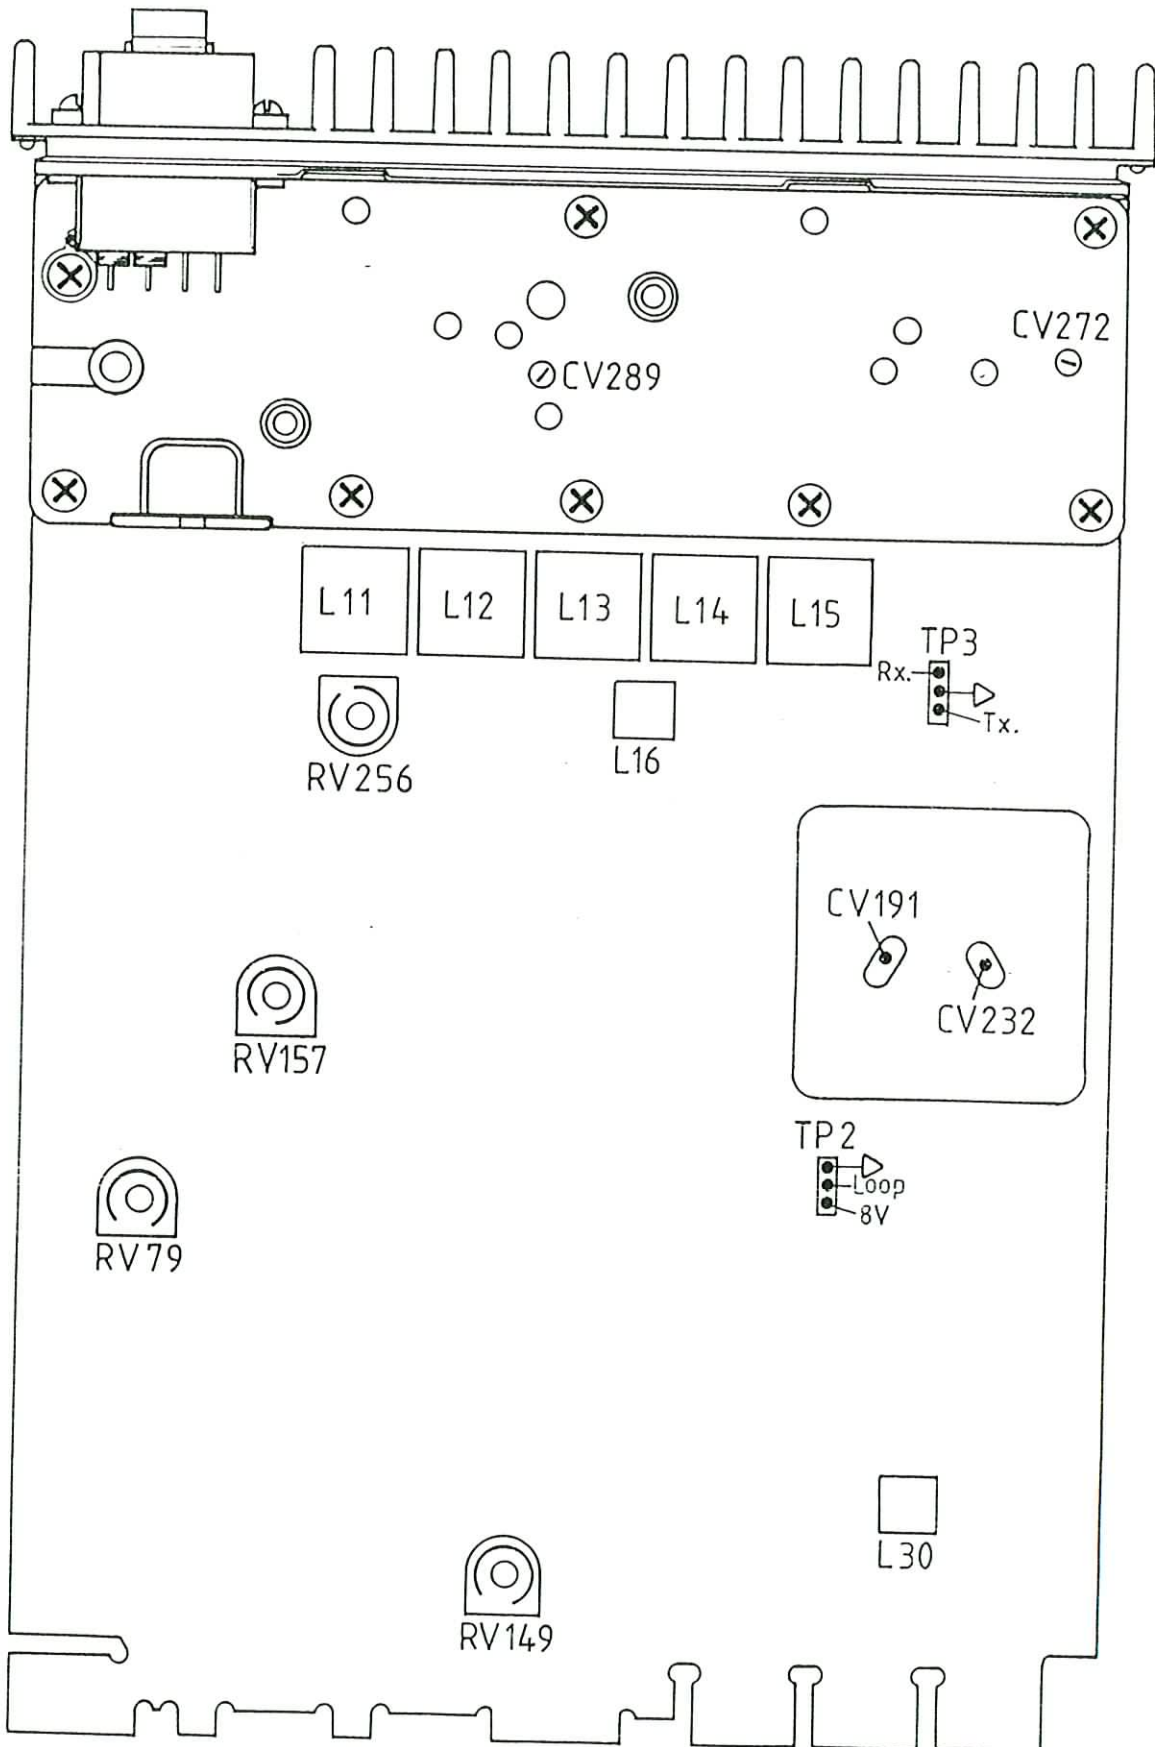 CV272
CV289
L11
L12
L13
L14
L15
TP3
Rx.
Tx.
RV256
L16
CV191
CV232
RV157
TP2
Loop
8V
RV79
L30
RV149